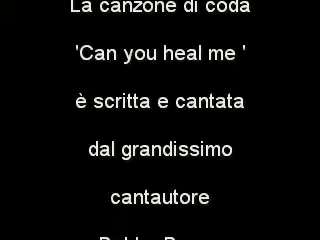 La canzone di coda
'Can you heal me '
è scritta e cantata
dal grandissimo
cantautore